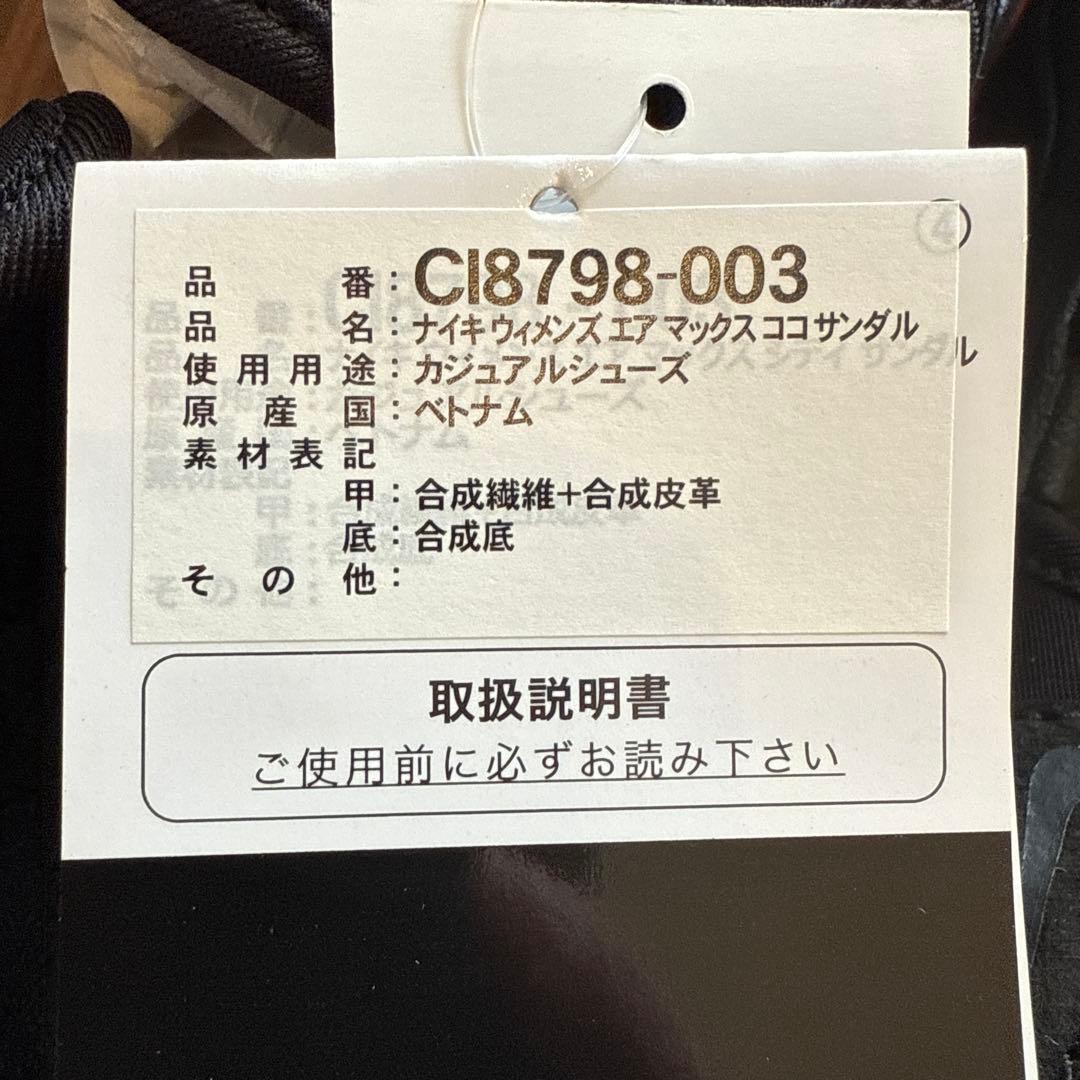 ④
品番：CI8798-003
品名：ナイキ ウィメンズ エア マックス ココ サンダル
使用用途：カジュアルシューズ
原産国：ベトナム
素材表記
甲：合成繊維+合成皮革
底：合成底
その他：
取扱説明書
ご使用前に必ずお読み下さい